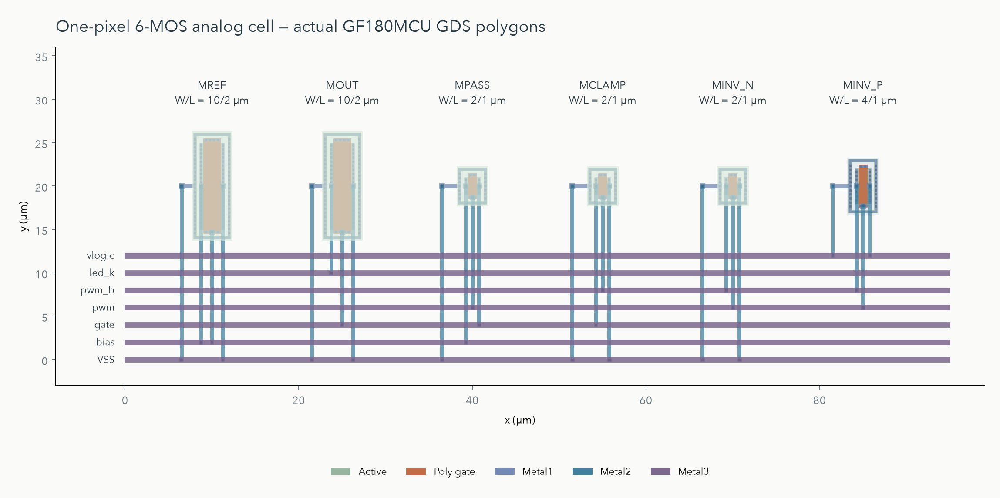 One-pixel 6-MOS analog cell – actual GF180MCU GDS polygons
35
30
25
20
15
10
5
0
y (µm)
MREF
W/L = 10/2 µm
MOUT
W/L = 10/2 µm
MPASS
W/L = 2/1 µm
MCLAMP
W/L = 2/1 µm
MINV_N
W/L = 2/1 µm
MINV_P
W/L = 4/1 µm
vlogic
led_k
pwm_b
pwm
gate
bias
VSS
0 20 40 60 80
x (µm)
Active Poly gate Metal1 Metal2 Metal3